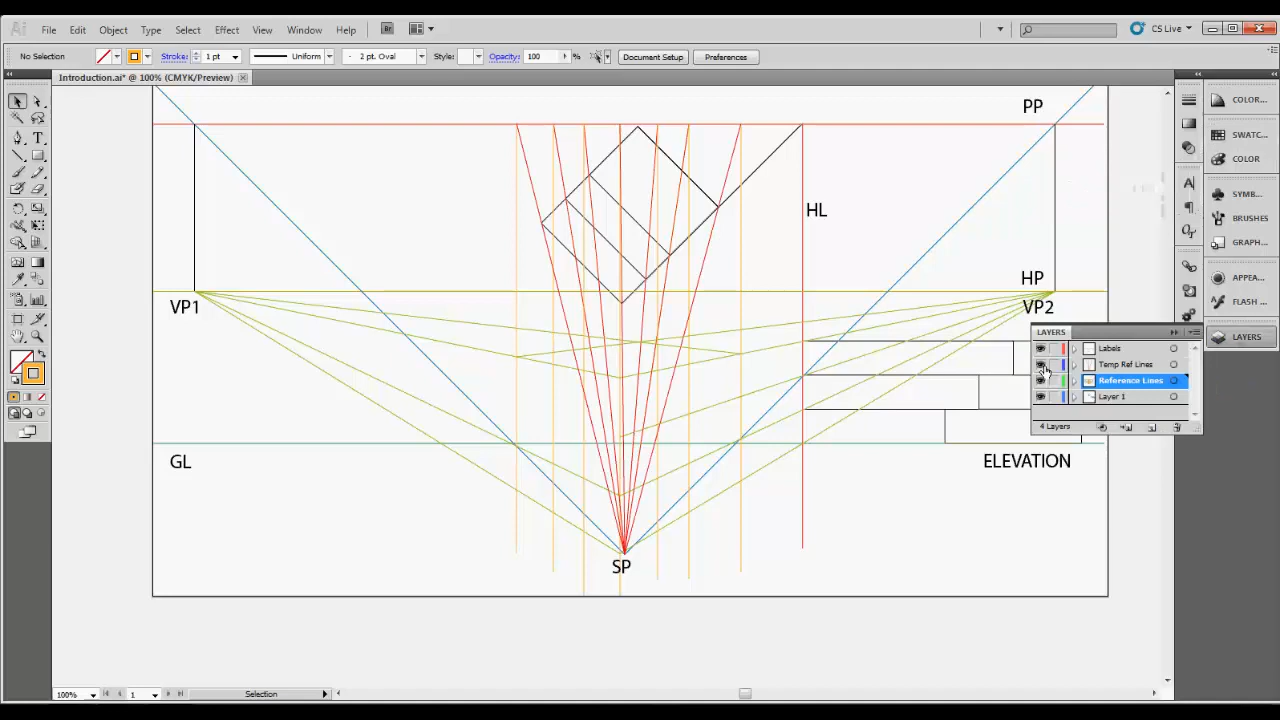 Ai File Edit Object Type Select Effect View Window Help Br CS Live
No Selection Stroke: 1 pt Uniform 2 pt. Oval Style: Opacity: 100 % Document Setup Preferences
Introduction.ai* @ 100% (CMYK/Preview)
PP
COLOR...
SWATC...
COLOR
SYMB...
HL
BRUSHES
GRAPH...
HP
APPEA...
VP1
VP2
FLASH ...
LAYERS
LAYERS
Labels
Temp Ref Lines
Reference Lines
Layer 1
4 Layers
GL
ELEVATION
SP
100% 1 Selection